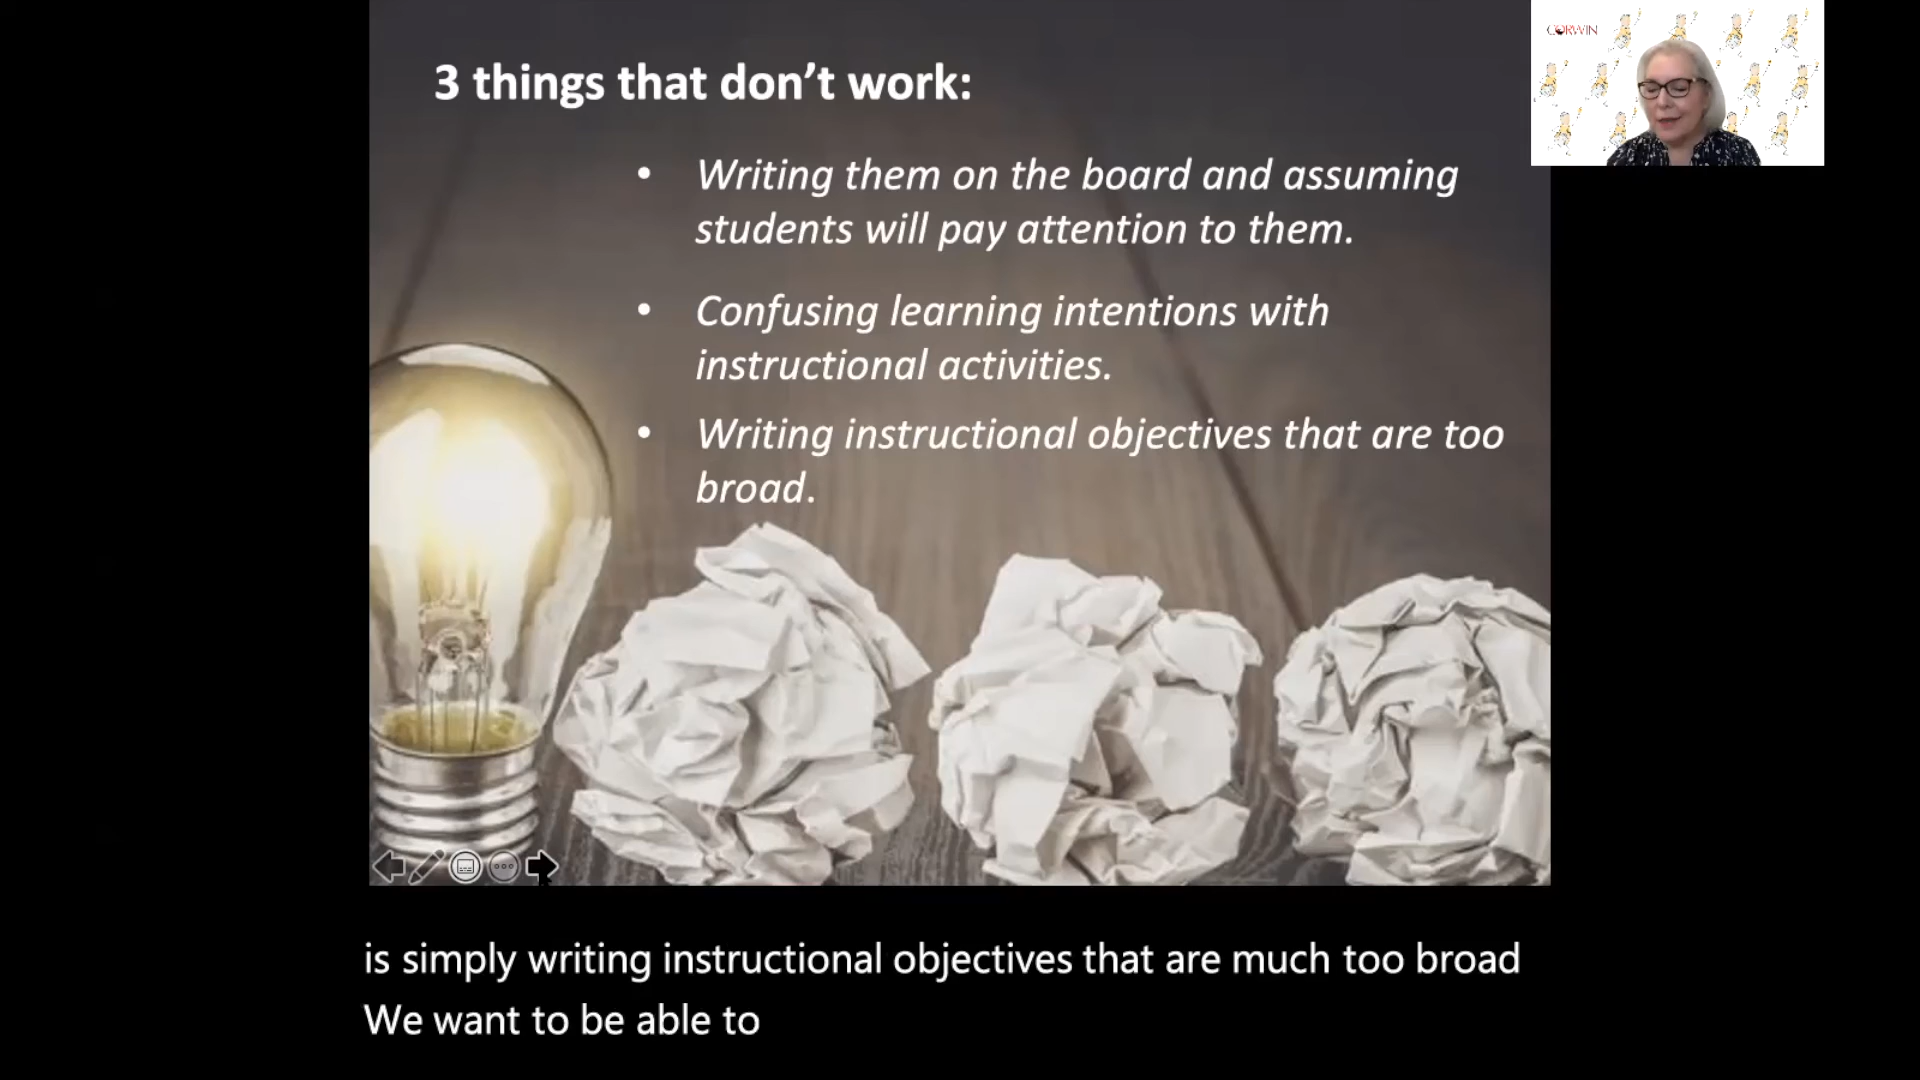 3 things that don't work:
CORWIN
• Writing them on the board and assuming
students will pay attention to them.
• Confusing learning intentions with
instructional activities.
• Writing instructional objectives that are too
broad.
is simply writing instructional objectives that are much too broad
We want to be able to